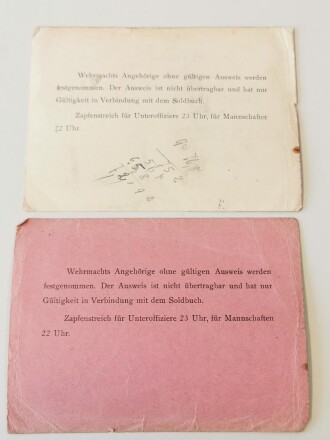 Wehrmachts Angehörige ohne gültigen Ausweis werden
festgenommen. Der Ausweis ist nicht übertragbar und hat nur
Gültigkeit in Verbindung mit dem Soldbuch.
Zapfenstreich für Unteroffiziere 23 Uhr, für Mannschaften
22 Uhr.
Wehrmachts Angehörige ohne gültigen Ausweis werden
festgenommen. Der Ausweis ist nicht übertragbar und hat nur
Gültigkeit in Verbindung mit dem Soldbuch.
Zapfenstreich für Unteroffiziere 23 Uhr, für Mannschaften
22 Uhr.